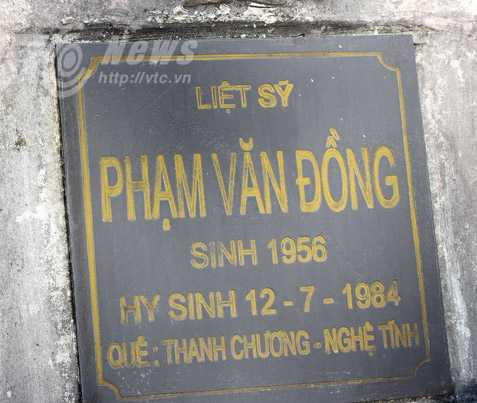 News
http://vtc.vn
LIỆT SỸ
PHẠM VĂN ĐỒNG
SINH 1956
HY SINH 12 - 7 - 1984
QUÊ : THANH CHƯƠNG - NGHỆ TĨNH